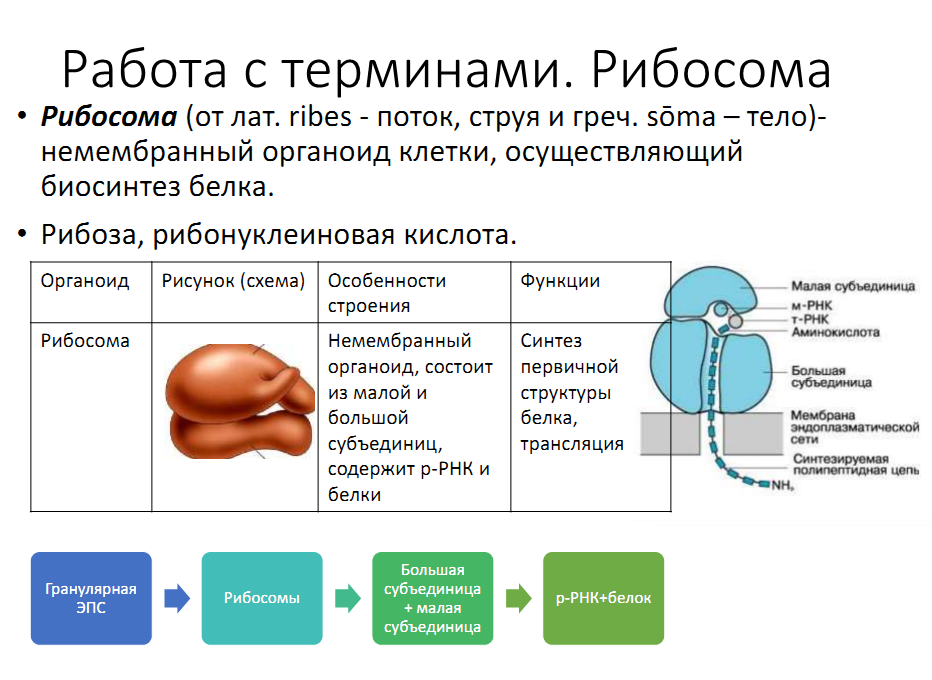 Работа с терминами. Рибосома
• Рибосома (от лат. ribes - поток, струя и греч. sōma – тело)-
немембранный органоид клетки, осуществляющий
биосинтез белка.
• Рибоза, рибонуклеиновая кислота.
Органоид
Рисунок (схема)
Особенности
строения
Функции
Рибосома
Немембранный
органоид, состоит
из малой и
большой
субъединиц,
содержит р-РНК и
белки
Синтез
первичной
структуры
белка,
трансляция
Малая субъединица
м-РНК
т-РНК
Аминокислота
Большая
субъединица
Мембрана
эндоплазматической
сети
Синтезируемая
полипептидная цепь
NH₂
Гранулярная
ЭПС
Рибосомы
Большая
субъединица
+ малая
субъединица
р-РНК+белок